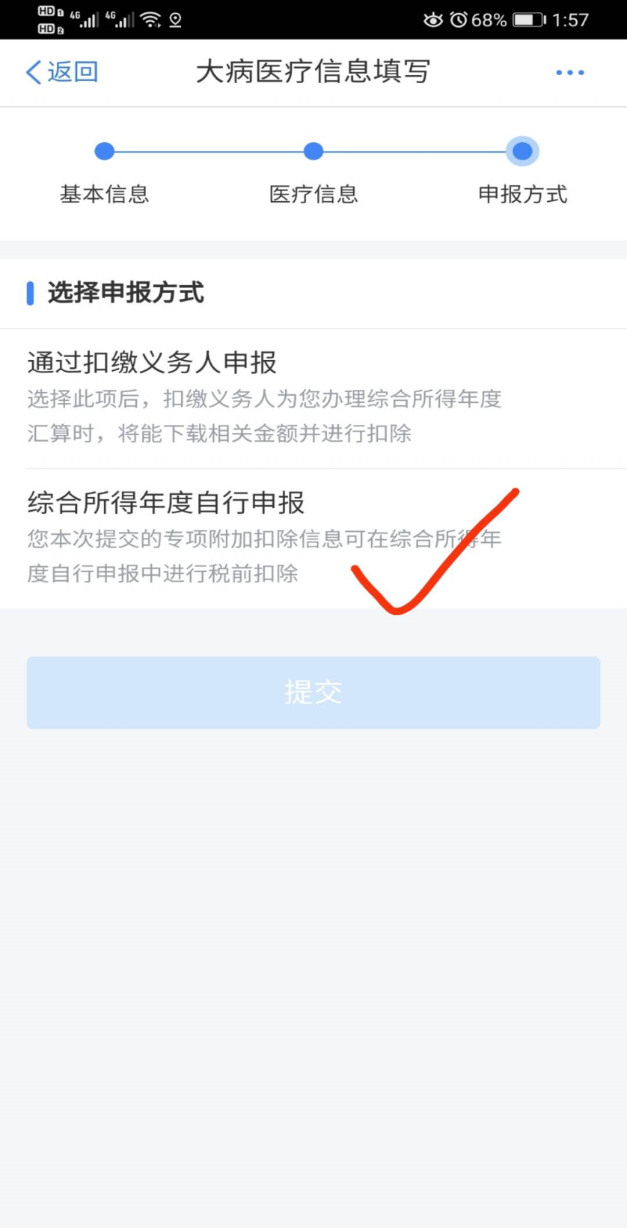 HD 1 4G 4G 68% 1:57
HD 2
返回 大病医疗信息填写
基本信息 医疗信息 申报方式
选择申报方式
通过扣缴义务人申报
选择此项后，扣缴义务人为您办理综合所得年度
汇算时，将能下载相关金额并进行扣除
综合所得年度自行申报
您本次提交的专项附加扣除信息可在综合所得年
度自行申报中进行税前扣除
提交